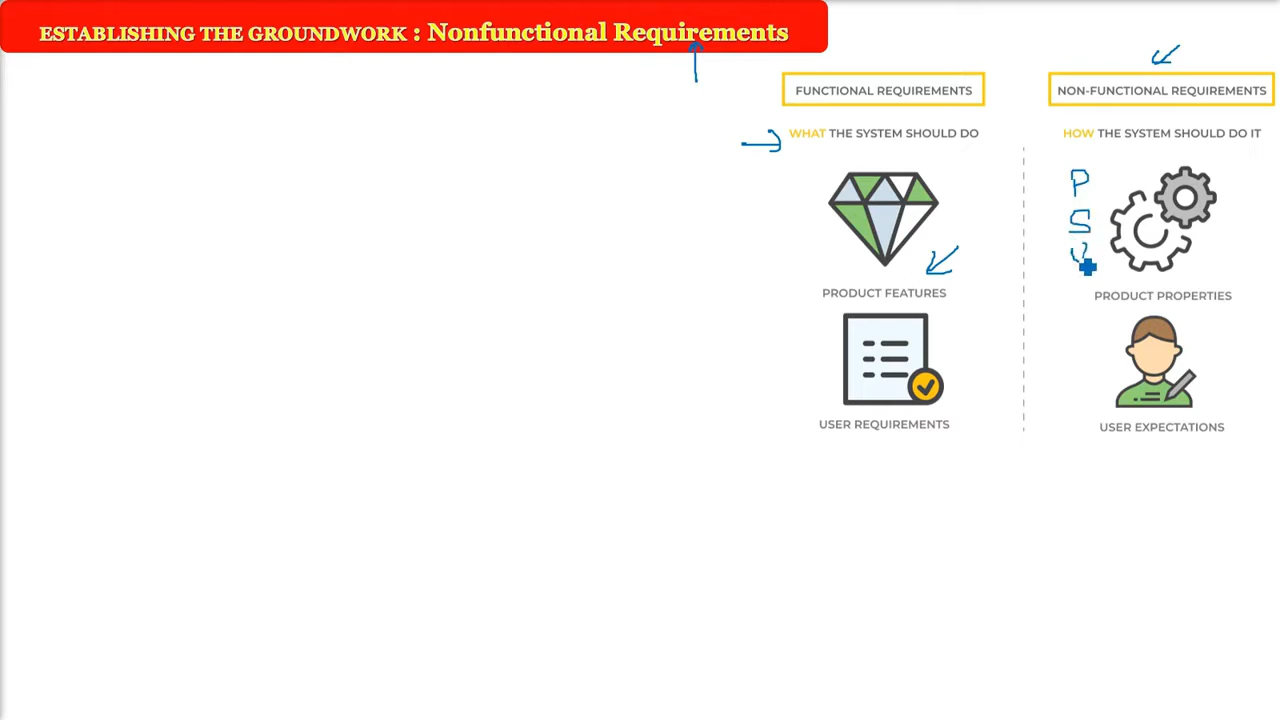 ESTABLISHING THE GROUNDWORK : Nonfunctional Requirements
FUNCTIONAL REQUIREMENTS
WHAT THE SYSTEM SHOULD DO
PRODUCT FEATURES
USER REQUIREMENTS
NON-FUNCTIONAL REQUIREMENTS
HOW THE SYSTEM SHOULD DO IT
P
S
PRODUCT PROPERTIES
USER EXPECTATIONS